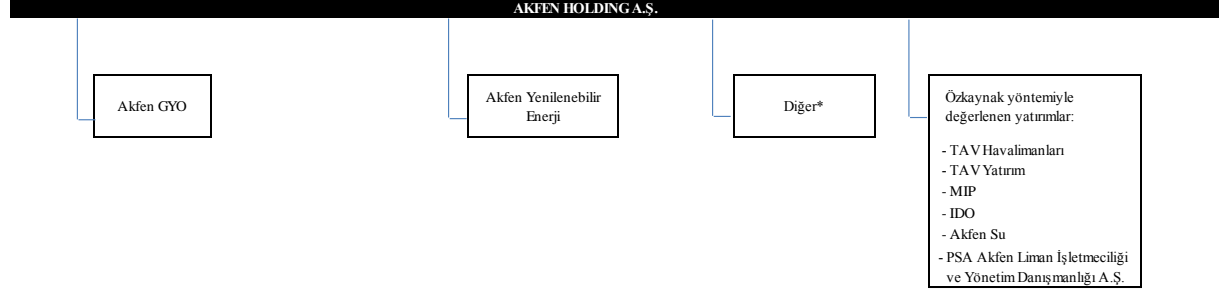 AKFEN HOLDING A.Ş.
Akfen GYO
Akfen Yenilenebilir
Enerji
Diğer*
Özkaynak yöntemiyle
değerlenen yatırımlar:
- TAV Havalimanları
- TAV Yatırım
- MIP
- IDO
- Akfen Su
- PSA Akfen Liman İşletmeciliği
ve Yönetim Danışmanlığı A.Ş.